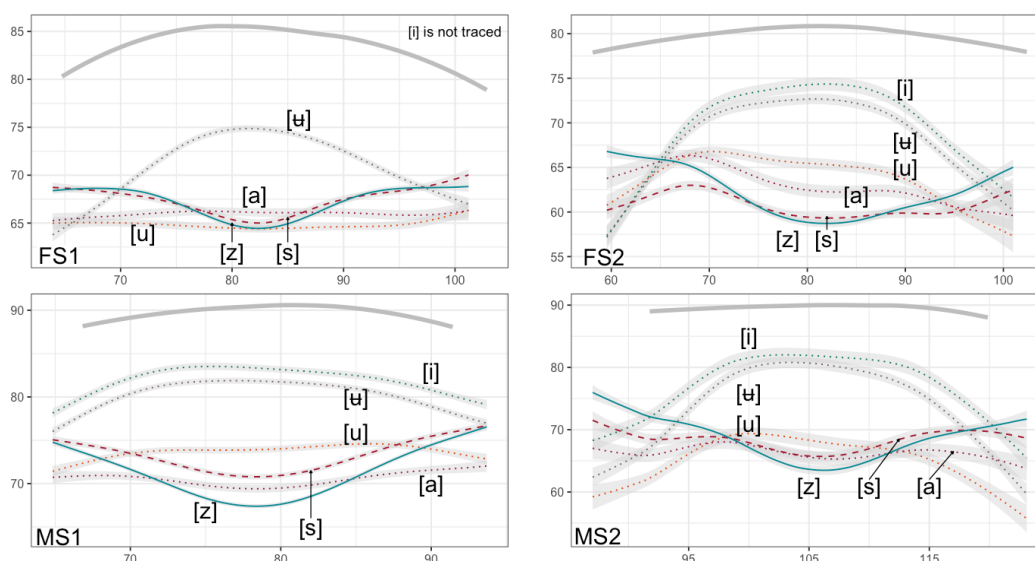 85
80
75
70
65
[i] is not traced
[ʉ]
[a]
[u]
[z]
[s]
FS1
70
80
90
100
80
75
70
65
60
55
[i]
[ʉ]
[u]
[a]
[z]
[s]
FS2
60
70
80
90
100
90
80
70
[i]
[ʉ]
[u]
[a]
[z]
[s]
MS1
70
80
90
90
80
70
60
[i]
[ʉ]
[u]
[z]
[s]
[a]
MS2
95
105
115